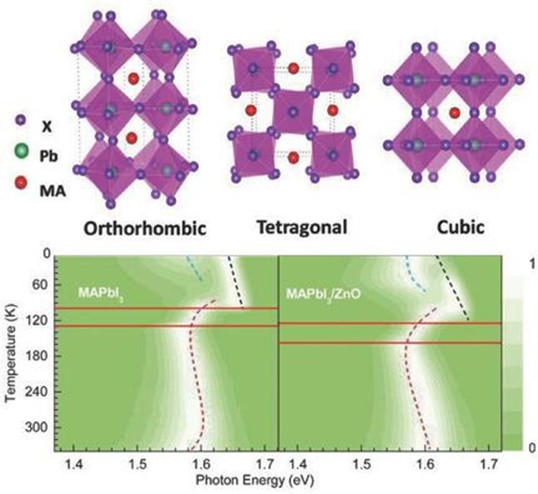 X
Pb
MA
Orthorhombic Tetragonal Cubic
MAPbI3 MAPbI3/ZnO
Temperature (K)
0
60
120
180
240
300
1.4 1.5 1.6 1.7 1.4 1.5 1.6 1.7
Photon Energy (eV)
1
0